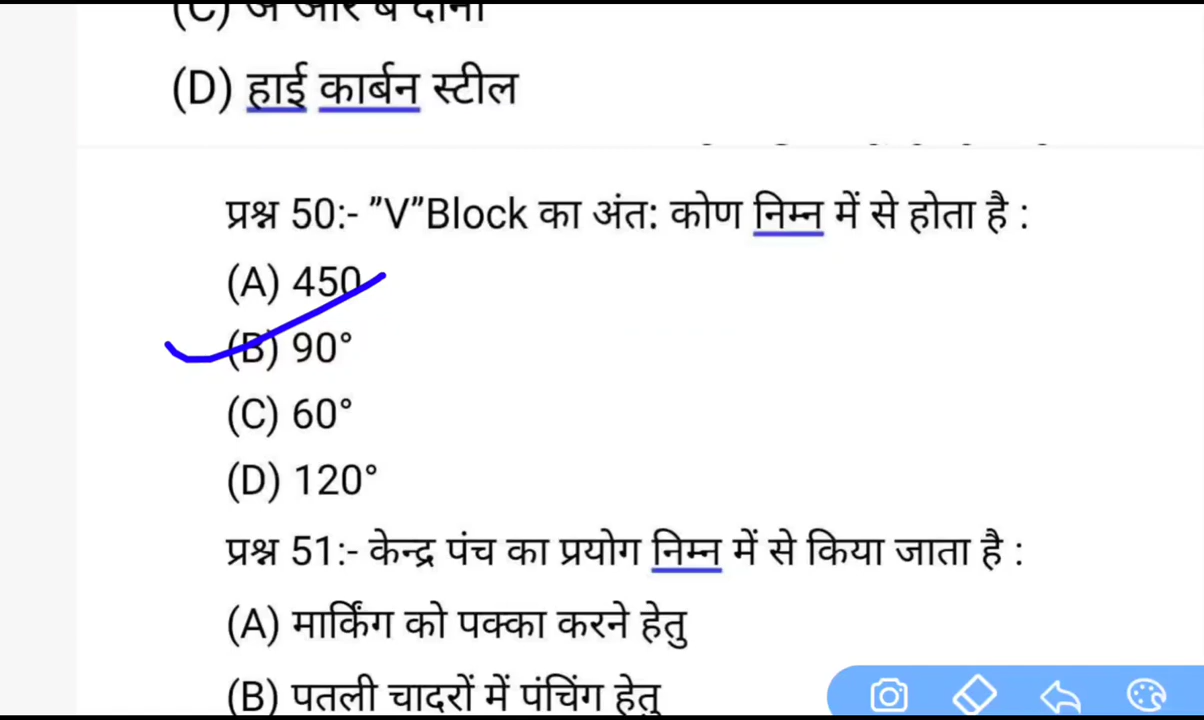 (D) हाई कार्बन स्टील
प्रश्न 50:- ”V”Block का अंत: कोण निम्न में से होता है :
(A) 450
(B) 90°
(C) 60°
(D) 120°
प्रश्न 51:- केन्द्र पंच का प्रयोग निम्न में से किया जाता है :
(A) मार्किंग को पक्का करने हेतु
(B) पतली चादरों में पंचिंग हेतु